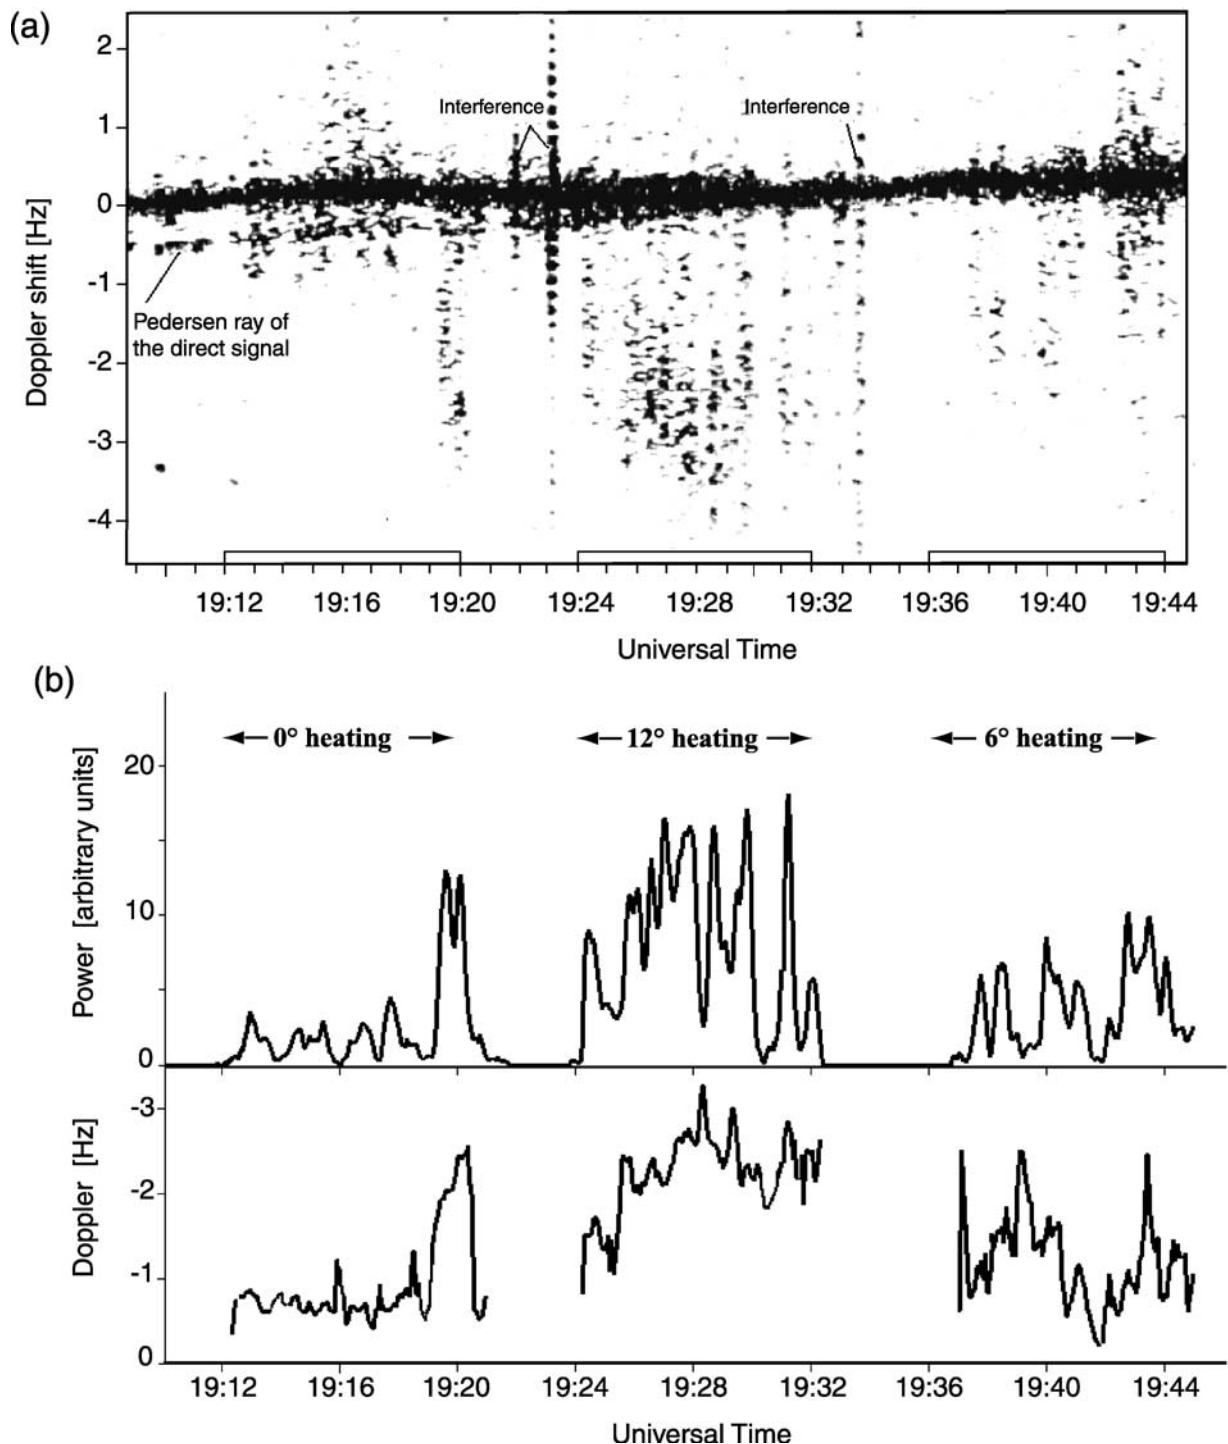 (a)
Doppler shift [Hz]
2
1
0
-1
-2
-3
-4
Interference
Interference
Pedersen ray of
the direct signal
19:12 19:16 19:20 19:24 19:28 19:32 19:36 19:40 19:44
Universal Time
(b)
Power [arbitrary units]
20
10
0
0° heating
12° heating
6° heating
Doppler [Hz]
-3
-2
-1
0
19:12 19:16 19:20 19:24 19:28 19:32 19:36 19:40 19:44
Universal Time